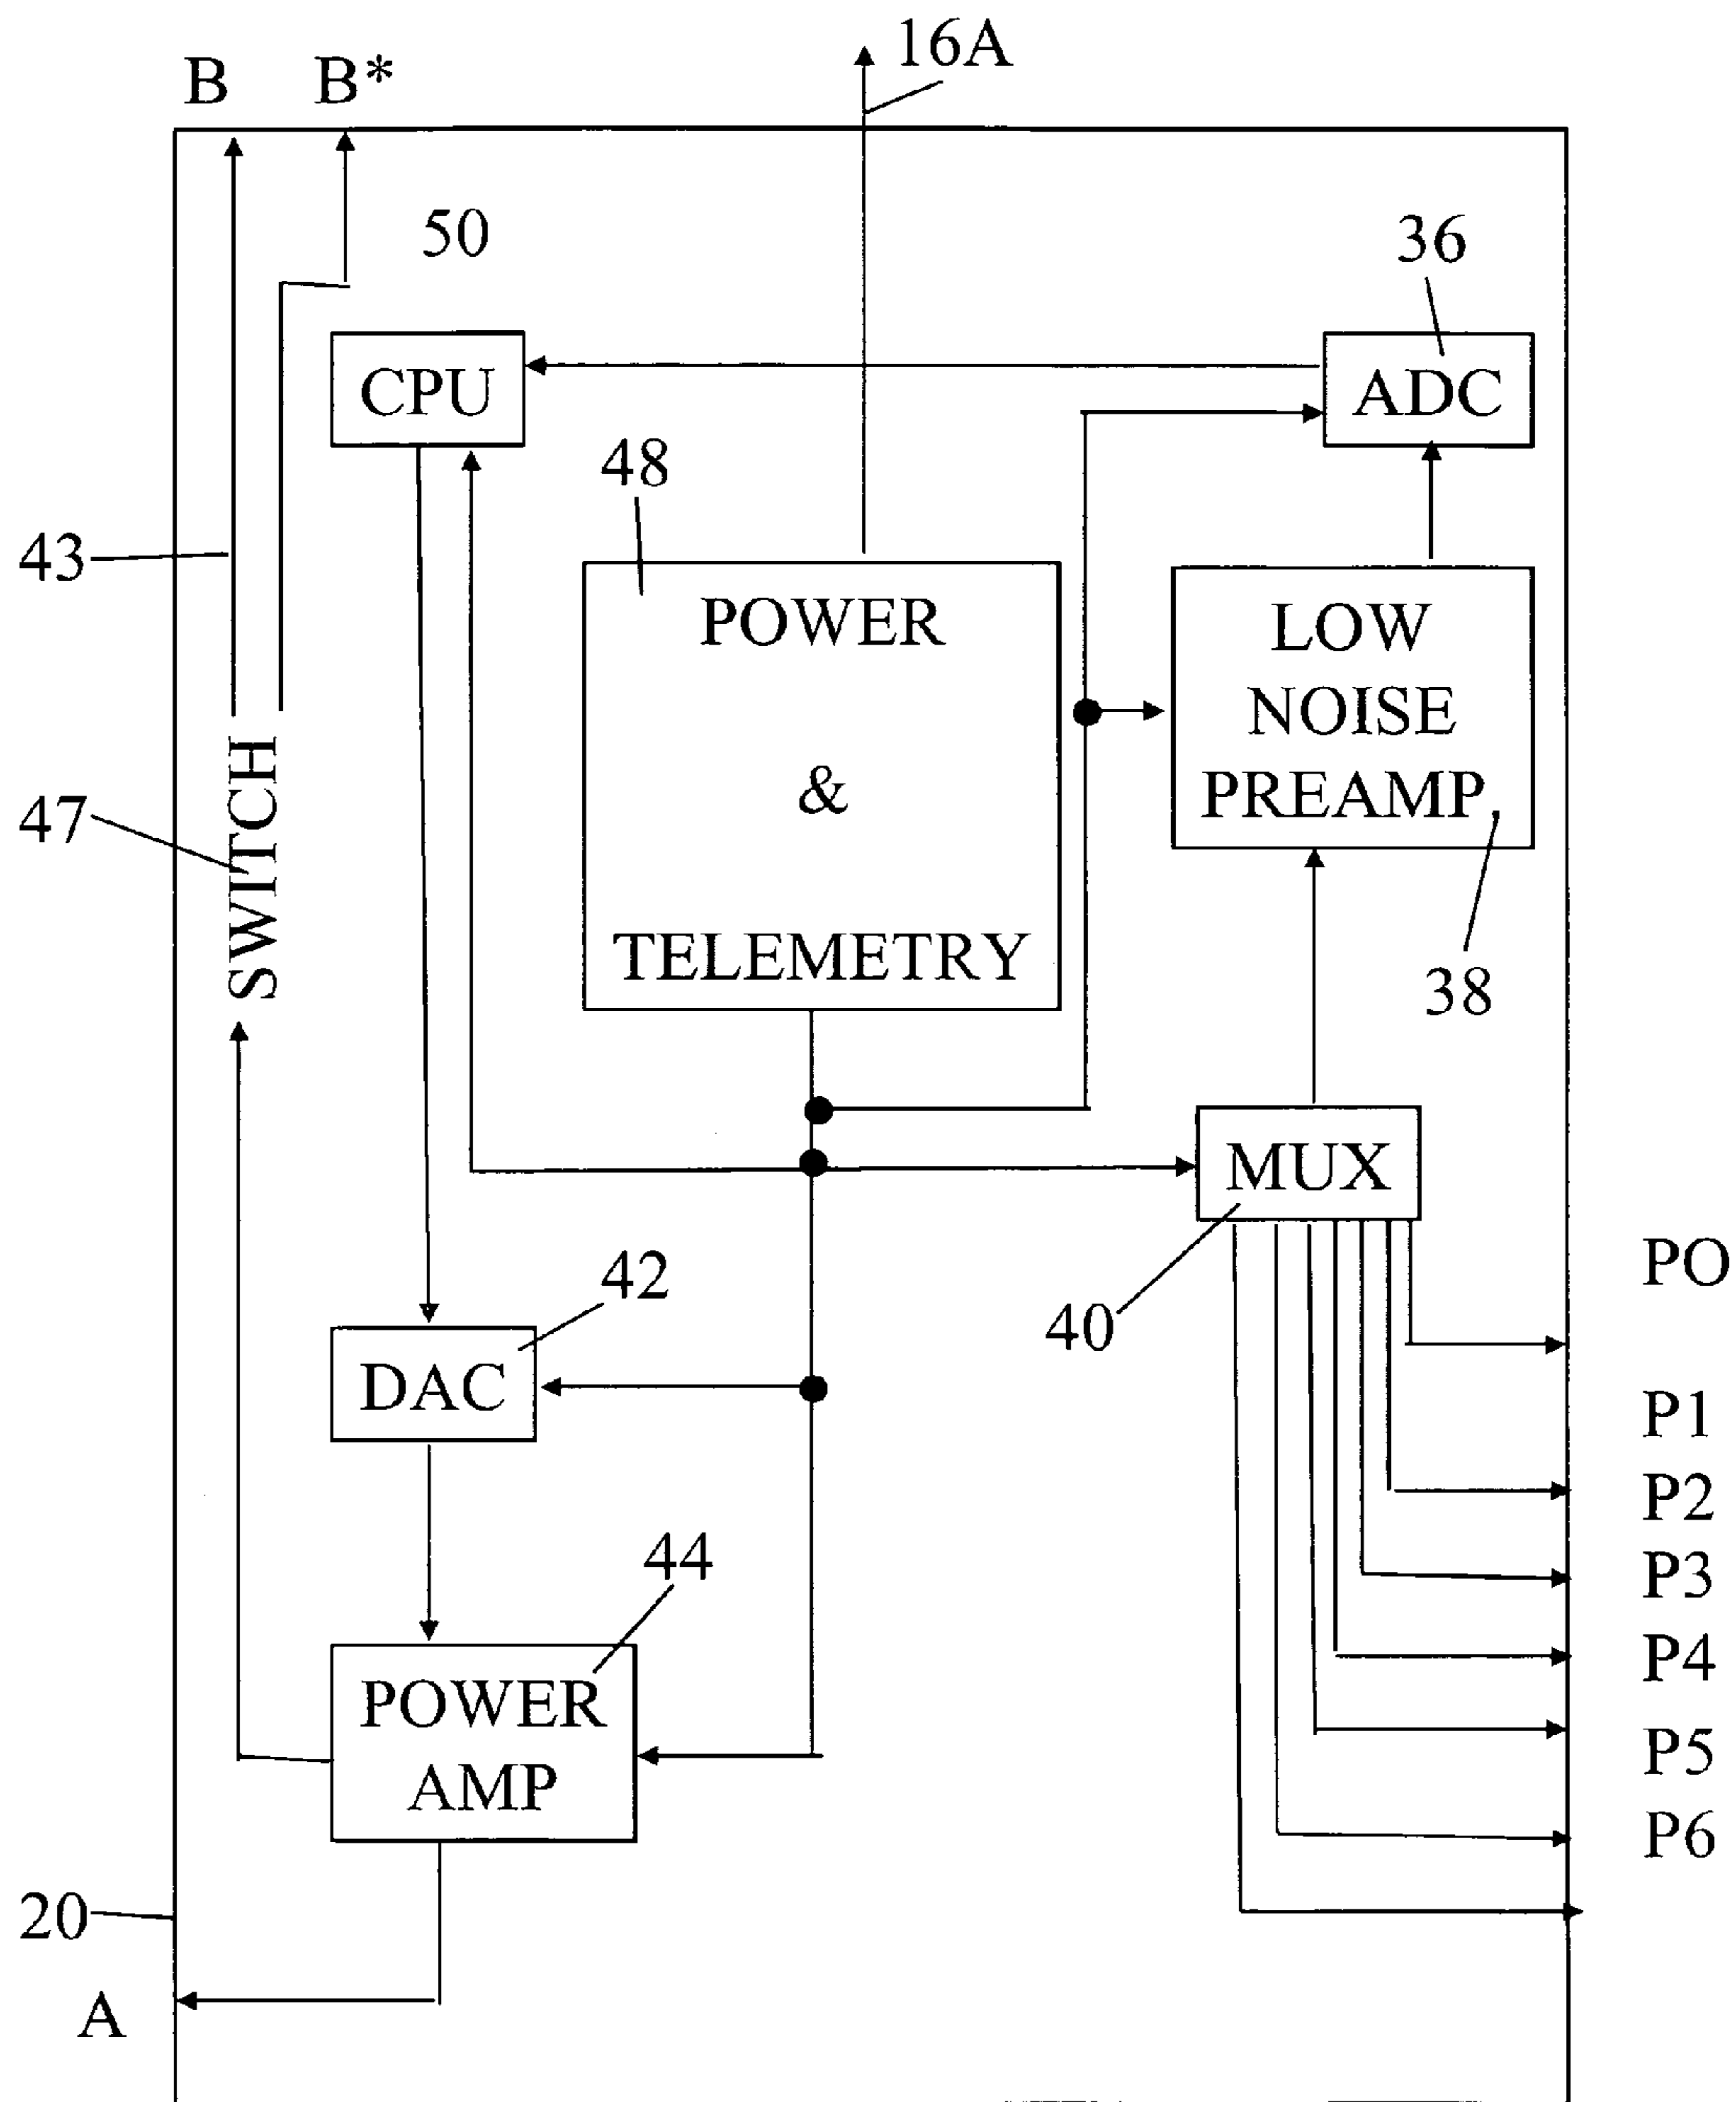 16A
B B*
50
36
CPU
ADC
48
43
POWER
&
TELEMETRY
LOW
NOISE
PREAMP.
SWITCH
47
38
MUX
PO
42
40
DAC
P1
P2
44
P3
P4
POWER
AMP
P5
P6
20
A